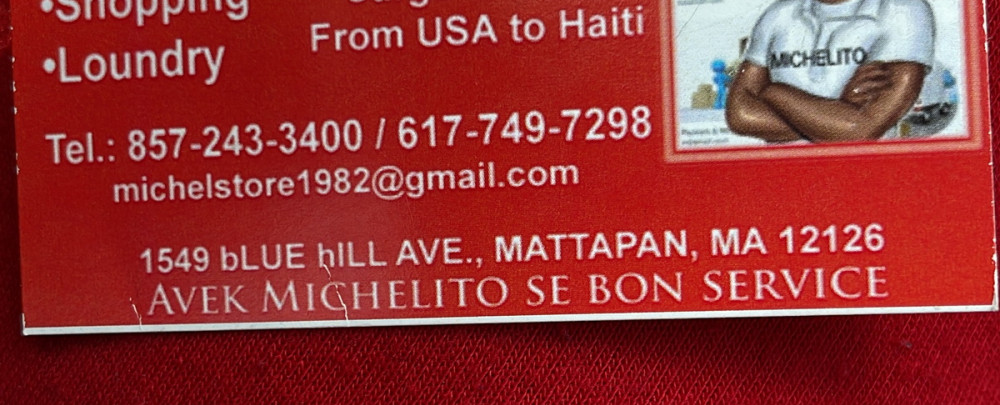 •Shopping
From USA to Haiti
•Loundry
MICHELITO
Tel.: 857-243-3400 / 617-749-7298
michelstore1982@gmail.com
1549 bLUE hILL AVE., MATTAPAN, MA 12126
AVEK MICHELITO SE BON SERVICE